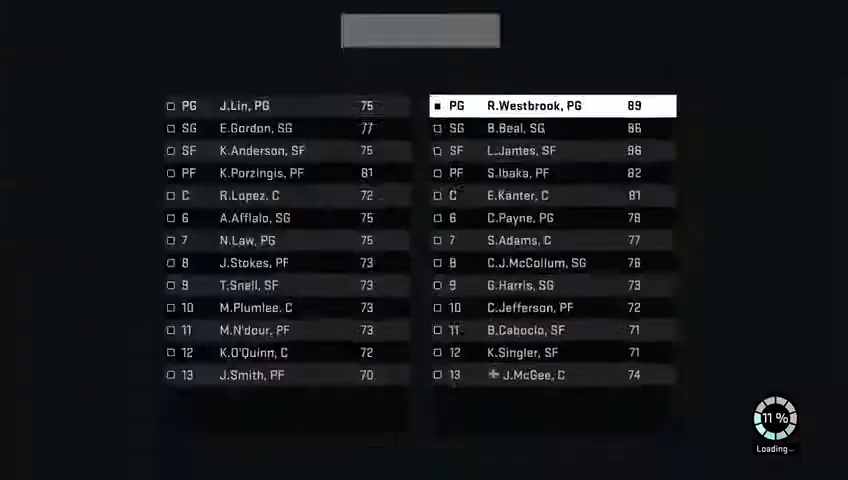 PG J.Lin, PG 75
SG E.Gordon, SG 77
SF K.Anderson, SF 75
PF K.Porzingis, PF 81
C R.Lopez, C 72
6 A.Afflalo, SG 75
7 N.Law, PG 75
8 J.Stokes, PF 73
9 T.Snell, SF 73
10 M.Plumlee, C 73
11 M.N'dour, PF 73
12 K.O'Quinn, C 72
13 J.Smith, PF 70
PG R.Westbrook, PG 89
SG B.Beal, SG 86
SF L.James, SF 96
PF S.Ibaka, PF 82
C E.Kanter, C 81
6 C.Payne, PG 78
7 S.Adams, C 77
8 C.J.McCollum, SG 76
9 G.Harris, SG 73
10 C.Jefferson, PF 72
11 B.Caboclo, SF 71
12 K.Singler, SF 71
13 J.McGee, C 74
11 %
Loading...